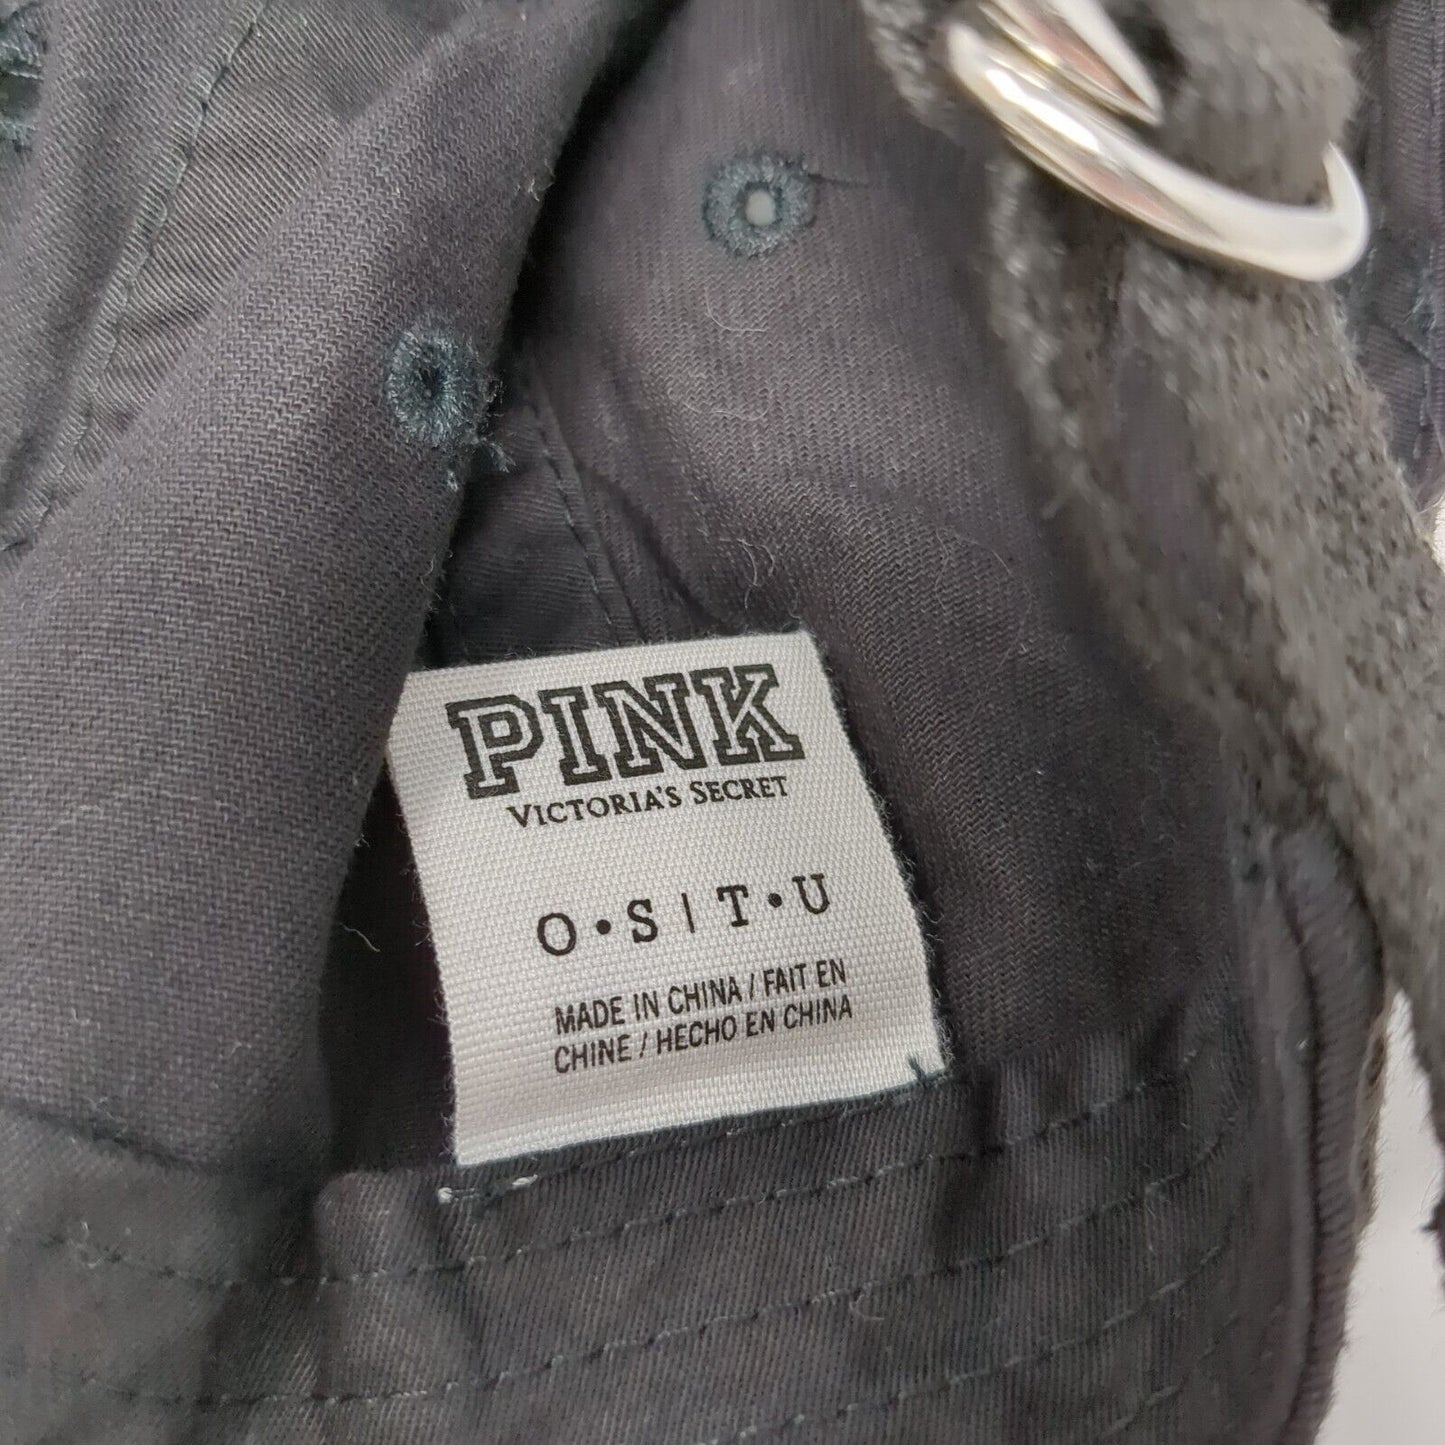 PINK
VICTORIA'S SECRET
O•S | T•U
MADE IN CHINA / FAIT EN
CHINE / HECHO EN CHINA